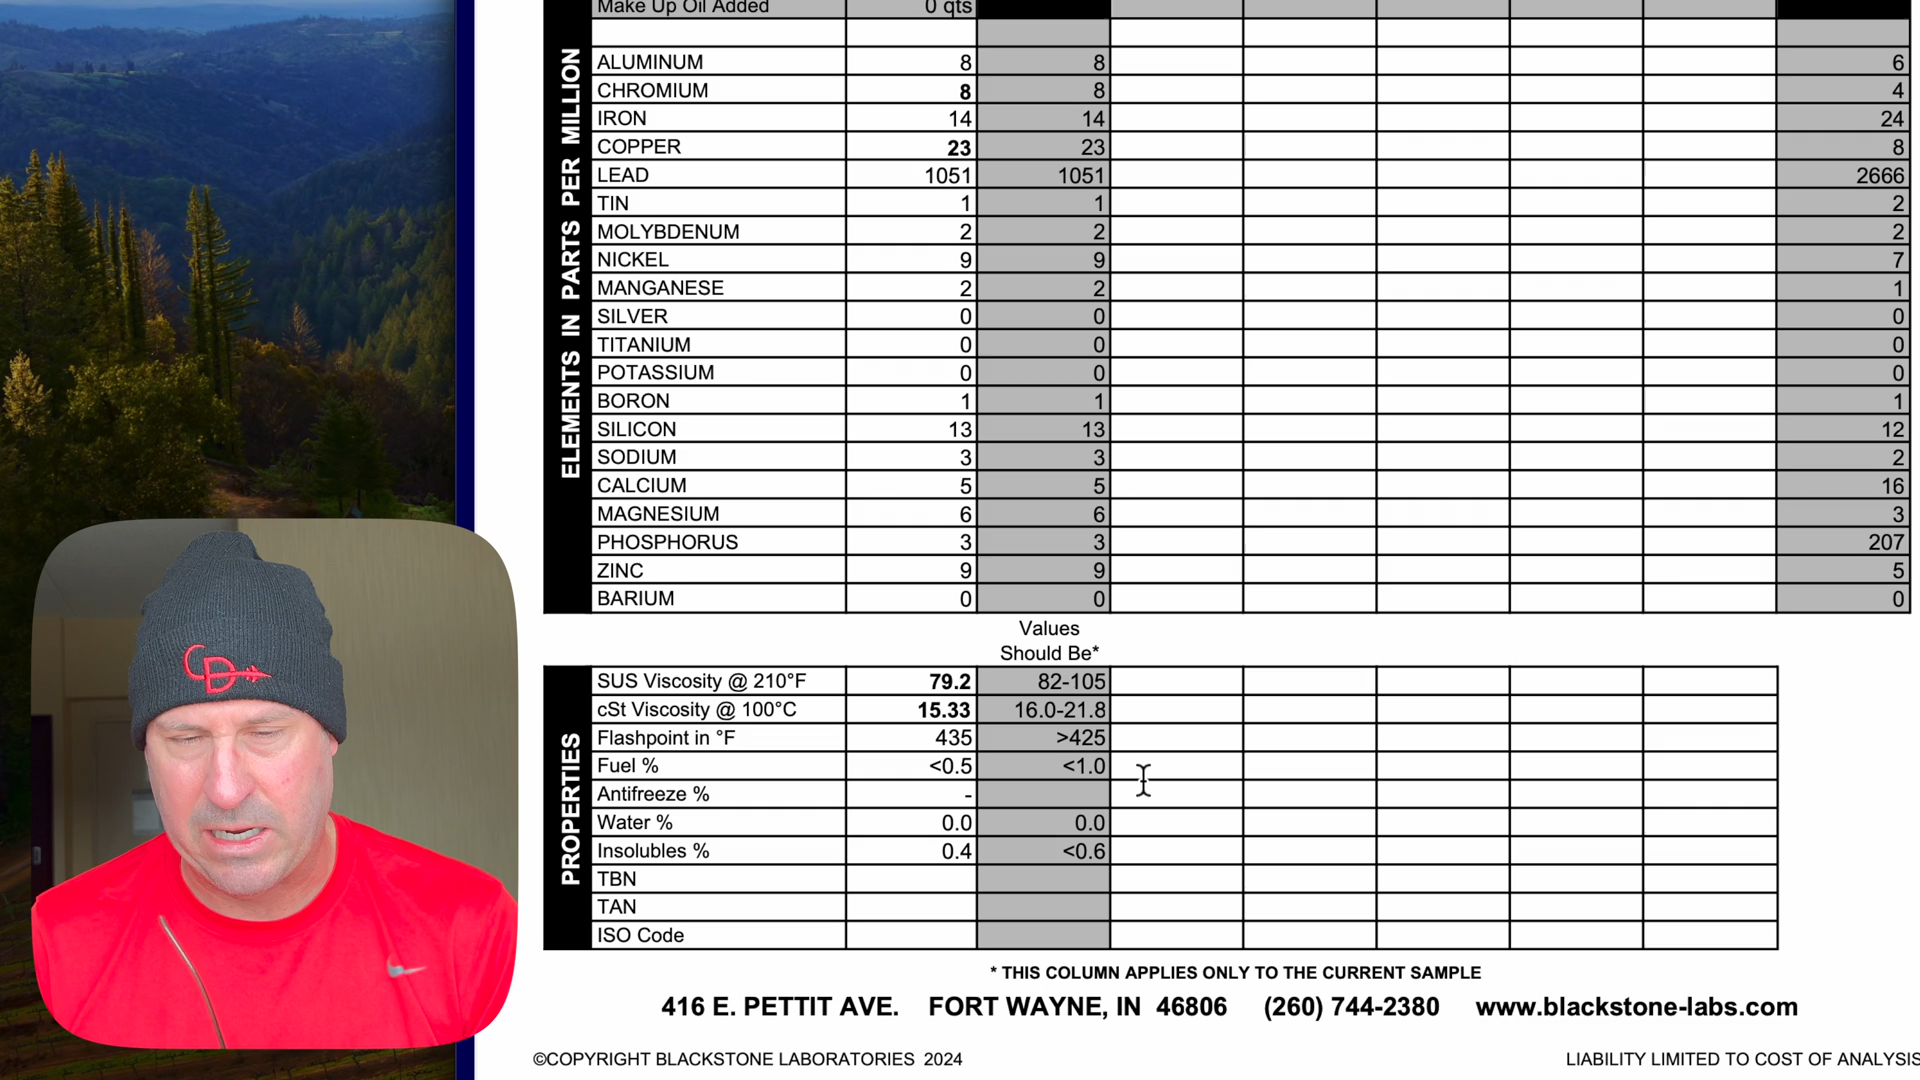 Make Up Oil Added 0 qts
ELEMENTS IN PARTS PER MILLION
ALUMINUM 8 8 6
CHROMIUM 8 8 4
IRON 14 14 24
COPPER 23 23 8
LEAD 1051 1051 2666
TIN 1 1 2
MOLYBDENUM 2 2 2
NICKEL 9 9 7
MANGANESE 2 2 1
SILVER 0 0 0
TITANIUM 0 0 0
POTASSIUM 0 0 0
BORON 1 1 1
SILICON 13 13 12
SODIUM 3 3 2
CALCIUM 5 5 16
MAGNESIUM 6 6 3
PHOSPHORUS 3 3 207
ZINC 9 9 5
BARIUM 0 0 0
Values
Should Be*
PROPERTIES
SUS Viscosity @ 210°F 79.2 82-105
cSt Viscosity @ 100°C 15.33 16.0-21.8
Flashpoint in °F 435 >425
Fuel % <0.5 <1.0
Antifreeze % -
Water % 0.0 0.0
Insolubles % 0.4 <0.6
TBN
TAN
ISO Code
* THIS COLUMN APPLIES ONLY TO THE CURRENT SAMPLE
416 E. PETTIT AVE. FORT WAYNE, IN 46806 (260) 744-2380 www.blackstone-labs.com
©COPYRIGHT BLACKSTONE LABORATORIES 2024
LIABILITY LIMITED TO COST OF ANALYSIS
CD